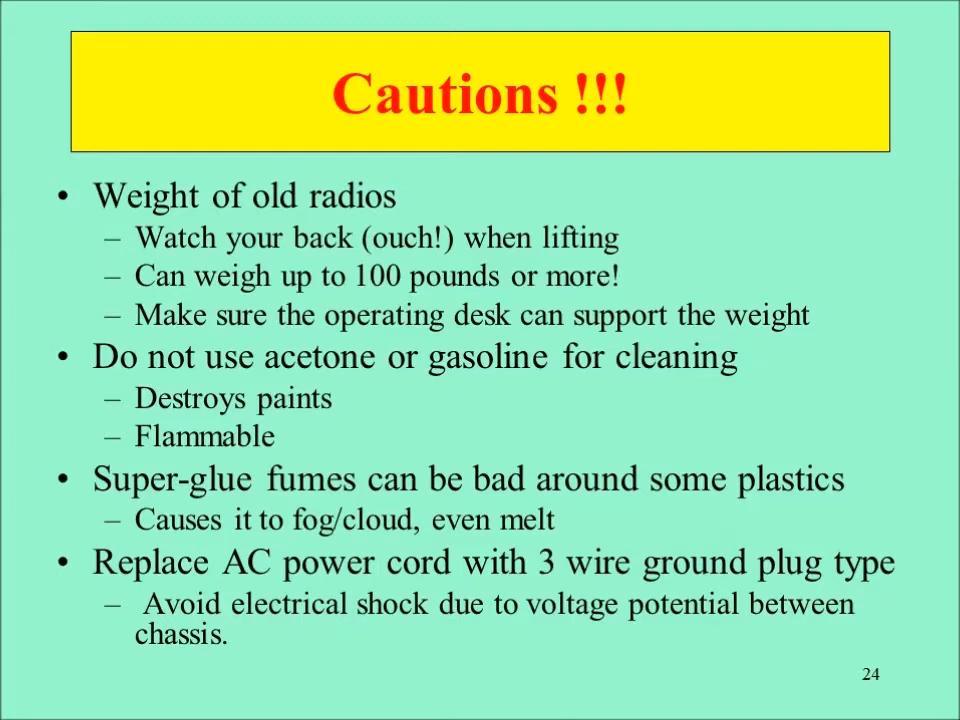 Cautions !!!
• Weight of old radios
– Watch your back (ouch!) when lifting
– Can weigh up to 100 pounds or more!
– Make sure the operating desk can support the weight
• Do not use acetone or gasoline for cleaning
– Destroys paints
– Flammable
• Super-glue fumes can be bad around some plastics
– Causes it to fog/cloud, even melt
• Replace AC power cord with 3 wire ground plug type
– Avoid electrical shock due to voltage potential between
chassis.
24